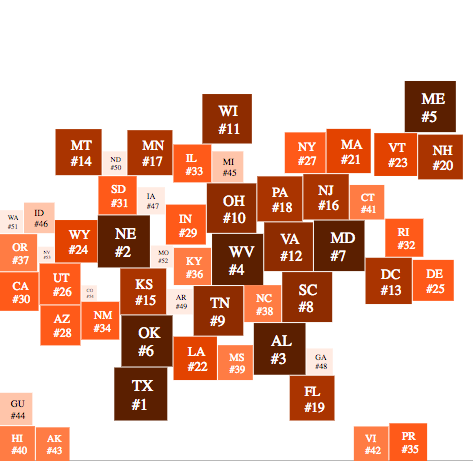 ME
#5
WI
#11
MT
#14
ND
#50
MN
#17
IL
#33
MI
#45
NY
#27
MA
#21
VT
#23
NH
#20
SD
#31
IA
#47
OH
#10
PA
#18
NJ
#16
CT
#41
WA
#51
ID
#46
WY
#24
NE
#2
IN
#29
WV
#4
VA
#12
MD
#7
RI
#32
OR
#37
NV
#53
MO
#52
KY
#36
CA
#30
UT
#26
CO
#54
KS
#15
AR
#49
TN
#9
NC
#38
SC
#8
DC
#13
DE
#25
AZ
#28
NM
#34
OK
#6
LA
#22
MS
#39
AL
#3
GA
#48
TX
#1
FL
#19
GU
#44
HI
#40
AK
#43
VI
#42
PR
#35